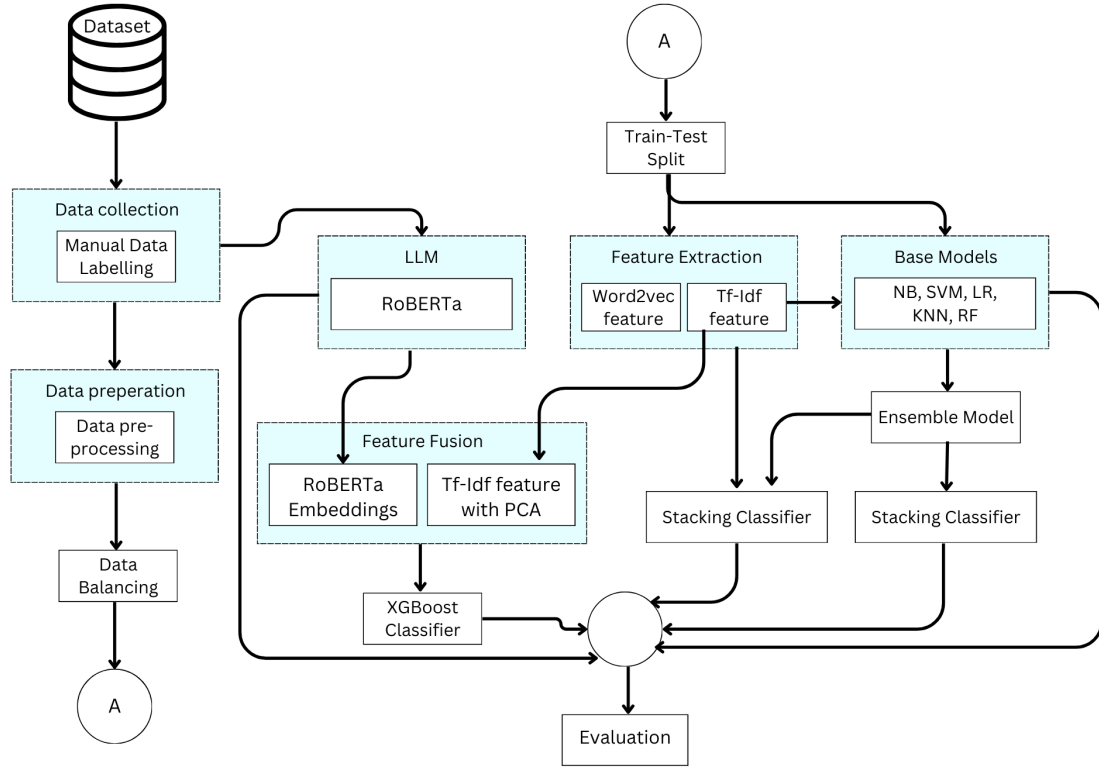 Dataset
Data collection
Manual Data
Labelling
Data preperation
Data pre-
processing
Data
Balancing
A
A
Train-Test
Split
LLM
RoBERTa
Feature Extraction
Word2vec
feature
Tf-Idf
feature
Base Models
NB, SVM, LR,
KNN, RF
Ensemble Model
Feature Fusion
RoBERTa
Embeddings
Tf-Idf feature
with PCA
Stacking Classifier
Stacking Classifier
XGBoost
Classifier
Evaluation